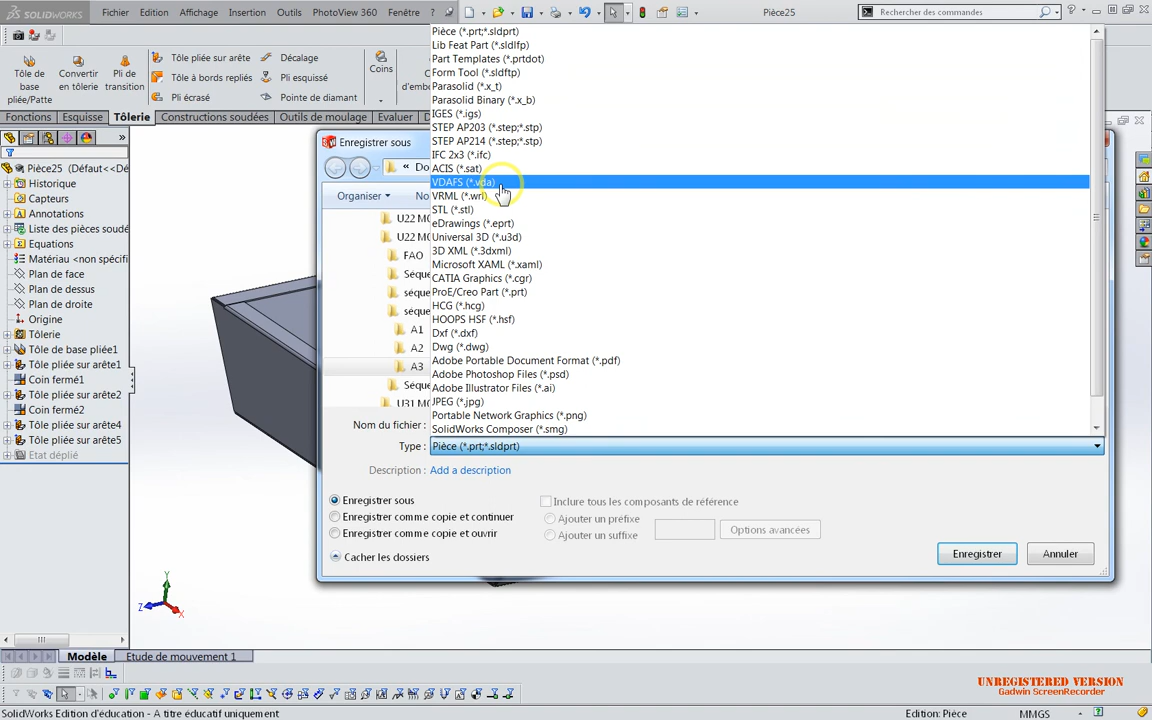 SOLIDWORKS
Fichier Edition Affichage Insertion Outils PhotoView 360 Fenêtre ?
Pièce25
Rechercher des commandes
Tôle de base pliée/Patte
Convertir en tôlerie
Pli de transition
Tôle pliée sur arête
Tôle à bords repliés
Pli écrasé
Décalage
Pli esquissé
Pointe de diamant
Coins
d'emb
Fonctions Esquisse Tôlerie Constructions soudées Outils de moulage Evaluer D
Pièce25 (Défaut<<Dé
Historique
Capteurs
Annotations
Liste des pièces soudé
Equations
Matériau <non spécifi
Plan de face
Plan de dessus
Plan de droite
Origine
Tôlerie
Tôle de base pliée1
Tôle pliée sur arête1
Coin fermé1
Tôle pliée sur arête2
Coin fermé2
Tôle pliée sur arête4
Tôle pliée sur arête5
Etat déplié
Enregistrer sous
« Do
Organiser
No
U22 MO
U22 MO
FAO
Séque
séque
séque
A1
A2
A3
Séque
U31 MO
Pièce (*.prt;*.sldprt)
Lib Feat Part (*.sldlfp)
Part Templates (*.prtdot)
Form Tool (*.sldftp)
Parasolid (*.x_t)
Parasolid Binary (*.x_b)
IGES (*.igs)
STEP AP203 (*.step;*.stp)
STEP AP214 (*.step;*.stp)
IFC 2x3 (*.ifc)
ACIS (*.sat)
VDAFS (*.vda)
VRML (*.wrl)
STL (*.stl)
eDrawings (*.eprt)
Universal 3D (*.u3d)
3D XML (*.3dxml)
Microsoft XAML (*.xaml)
CATIA Graphics (*.cgr)
ProE/Creo Part (*.prt)
HCG (*.hcg)
HOOPS HSF (*.hsf)
Dxf (*.dxf)
Dwg (*.dwg)
Adobe Portable Document Format (*.pdf)
Adobe Photoshop Files (*.psd)
Adobe Illustrator Files (*.ai)
JPEG (*.jpg)
Portable Network Graphics (*.png)
SolidWorks Composer (*.smg)
Nom du fichier :
Type : Pièce (*.prt;*.sldprt)
Description : Add a description
Enregistrer sous
Enregistrer comme copie et continuer
Enregistrer comme copie et ouvrir
Inclure tous les composants de référence
Ajouter un préfixe
Ajouter un suffixe
Options avancées
Cacher les dossiers
Enregistrer
Annuler
Y
Z
X
Modèle Etude de mouvement 1
UNREGISTERED VERSION
Gadwin ScreenRecorder
SolidWorks Edition d'éducation - A titre éducatif uniquement
Edition: Pièce
MMGS